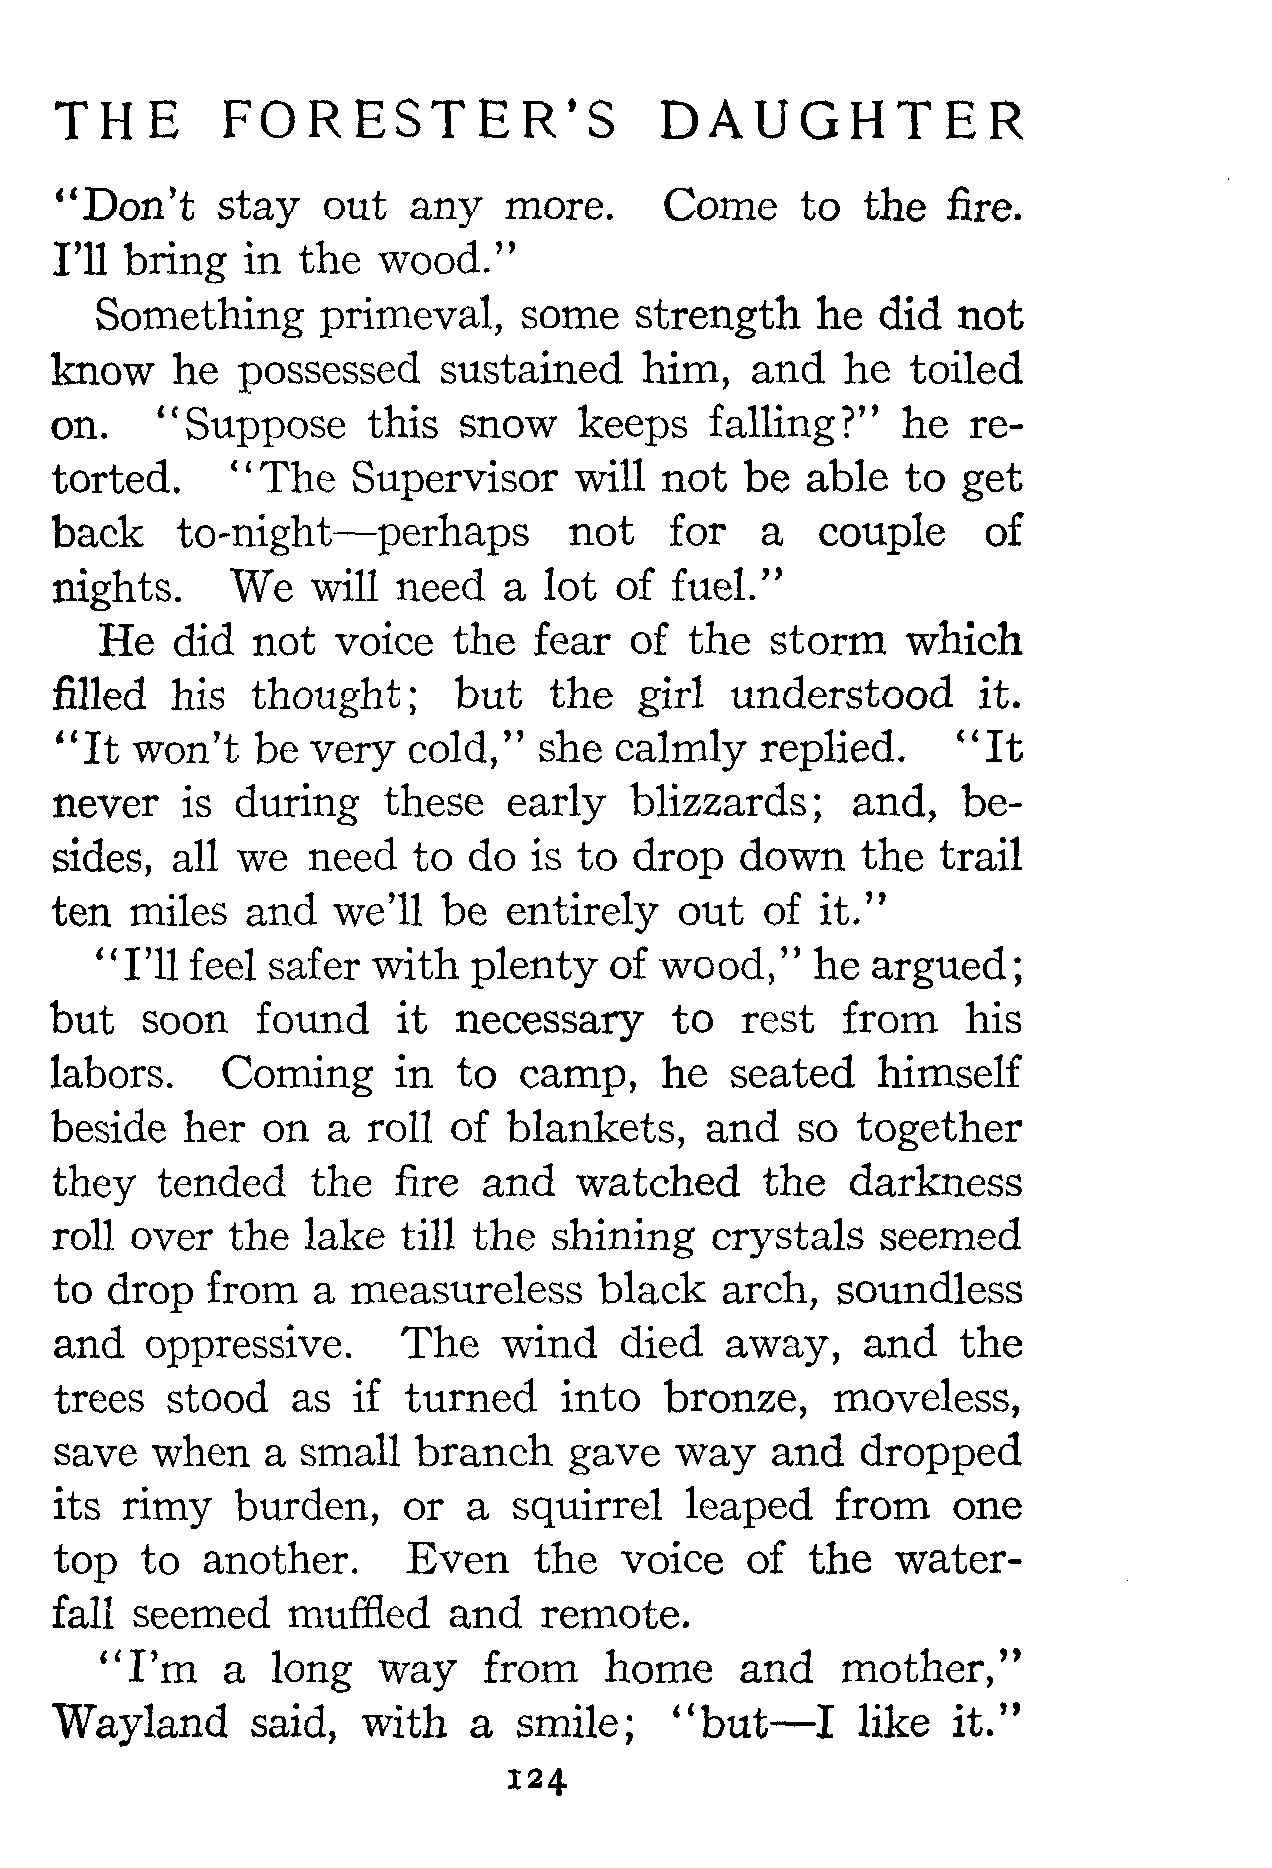 THE FORESTER'S DAUGHTER
“Don't stay out any more. Come to the fire.
I'll bring in the wood.”
Something primeval, some strength he did not
know he possessed sustained him, and he toiled
on. “Suppose this snow keeps falling?” he re-
torted. “The Supervisor will not be able to get
back to-night—perhaps not for a couple of
nights. We will need a lot of fuel.”
He did not voice the fear of the storm which
filled his thought; but the girl understood it.
“It won't be very cold,” she calmly replied. “It
never is during these early blizzards; and, be-
sides, all we need to do is to drop down the trail
ten miles and we'll be entirely out of it.”
“I'll feel safer with plenty of wood,” he argued;
but soon found it necessary to rest from his
labors. Coming in to camp, he seated himself
beside her on a roll of blankets, and so together
they tended the fire and watched the darkness
roll over the lake till the shining crystals seemed
to drop from a measureless black arch, soundless
and oppressive. The wind died away, and the
trees stood as if turned into bronze, moveless,
save when a small branch gave way and dropped
its rimy burden, or a squirrel leaped from one
top to another. Even the voice of the water-
fall seemed muffled and remote.
“I'm a long way from home and mother,”
Wayland said, with a smile; “but—I like it.”
124